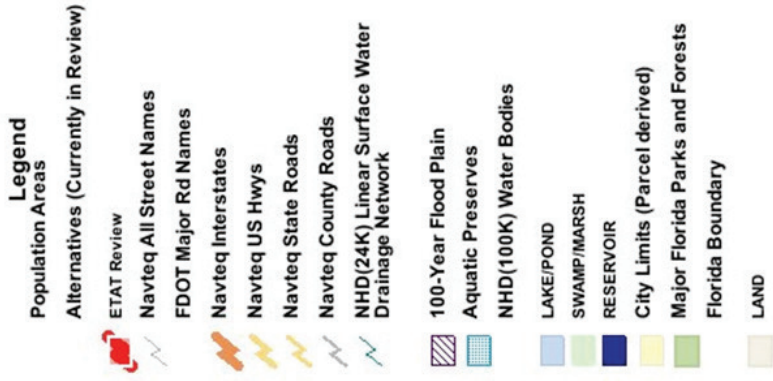 Legend
Population Areas
Alternatives (Currently in Review)
ETAT Review
Navteq All Street Names
FDOT Major Rd Names
Navteq Interstates
Navteq US Hwys
Navteq State Roads
Navteq County Roads
NHD(24K) Linear Surface Water
Drainage Network
100-Year Flood Plain
Aquatic Preserves
NHD(100K) Water Bodies
LAKE/POND
SWAMP/MARSH
RESERVOIR
City Limits (Parcel derived)
Major Florida Parks and Forests
Florida Boundary
LAND